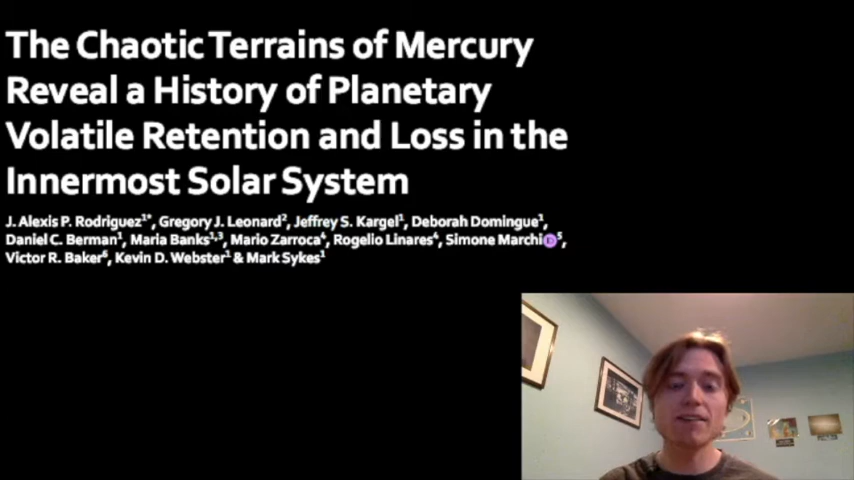 The Chaotic Terrains of Mercury
Reveal a History of Planetary
Volatile Retention and Loss in the
Innermost Solar System
J. Alexis P. Rodriguez¹*, Gregory J. Leonard², Jeffrey S. Kargel¹, Deborah Domingue¹,
Daniel C. Berman¹, Maria Banks¹,³, Mario Zarroca⁴, Rogelio Linares⁴, Simone Marchi⁵,
Victor R. Baker⁶, Kevin D. Webster¹ & Mark Sykes¹